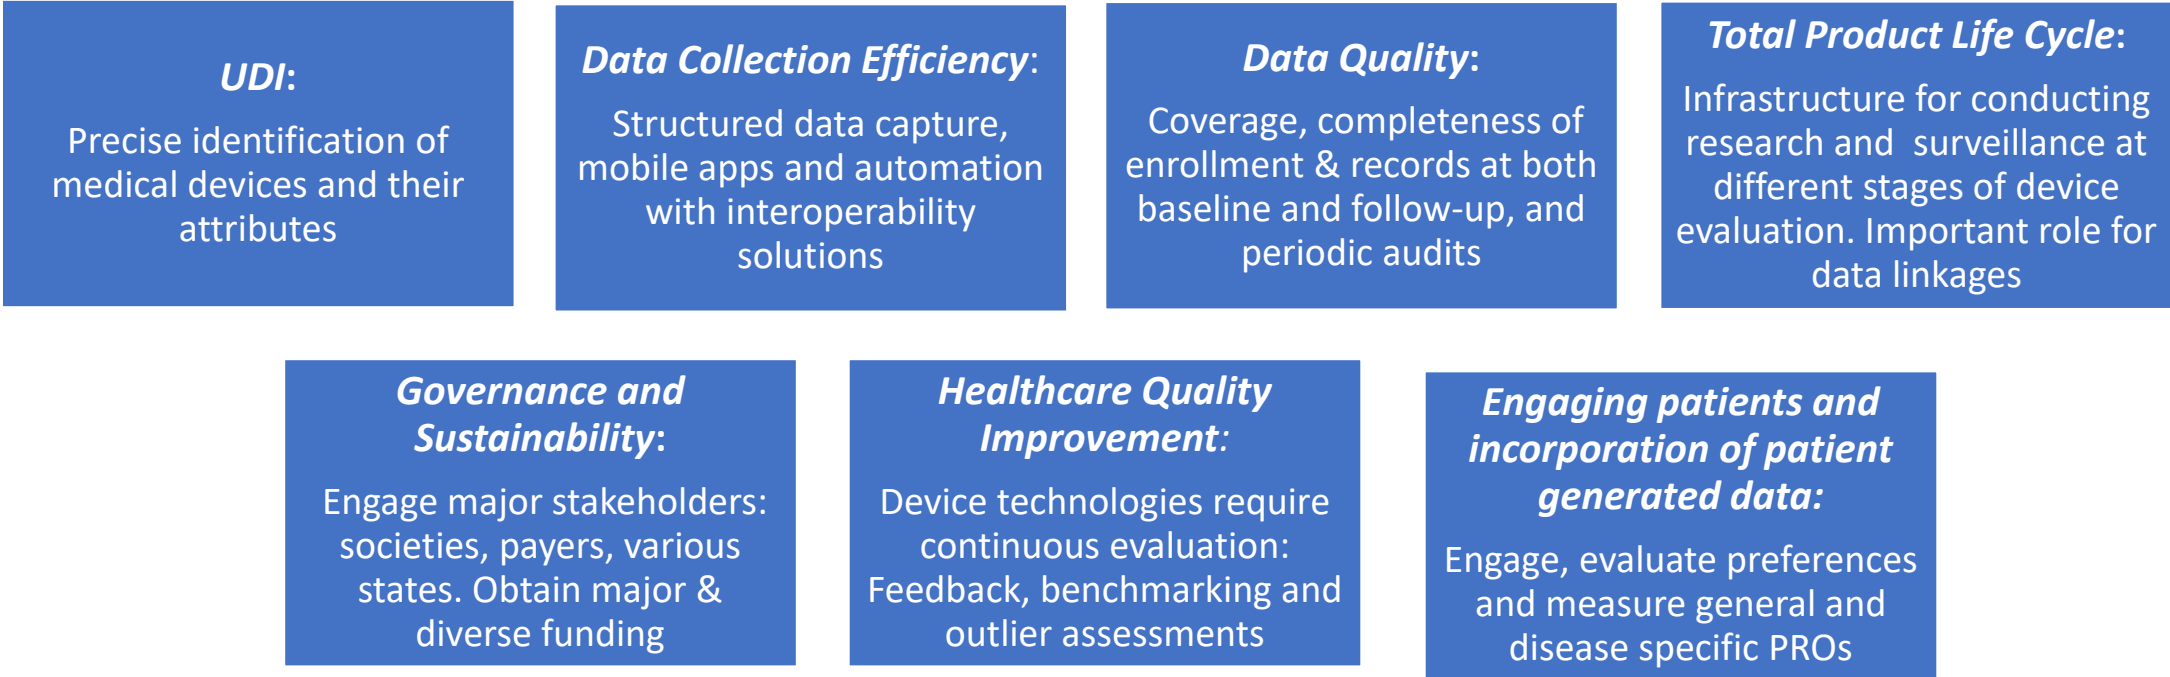 UDI:
Precise identification of
medical devices and their
attributes
Data Collection Efficiency:
Structured data capture,
mobile apps and automation
with interoperability
solutions
Data Quality:
Coverage, completeness of
enrollment & records at both
baseline and follow-up, and
periodic audits
Total Product Life Cycle:
Infrastructure for conducting
research and  surveillance at
different stages of device
evaluation. Important role for
data linkages
Governance and
Sustainability:
Engage major stakeholders:
societies, payers, various
states. Obtain major &
diverse funding
Healthcare Quality
Improvement:
Device technologies require
continuous evaluation:
Feedback, benchmarking and
outlier assessments
Engaging patients and
incorporation of patient
generated data:
Engage, evaluate preferences
and measure general and
disease specific PROs